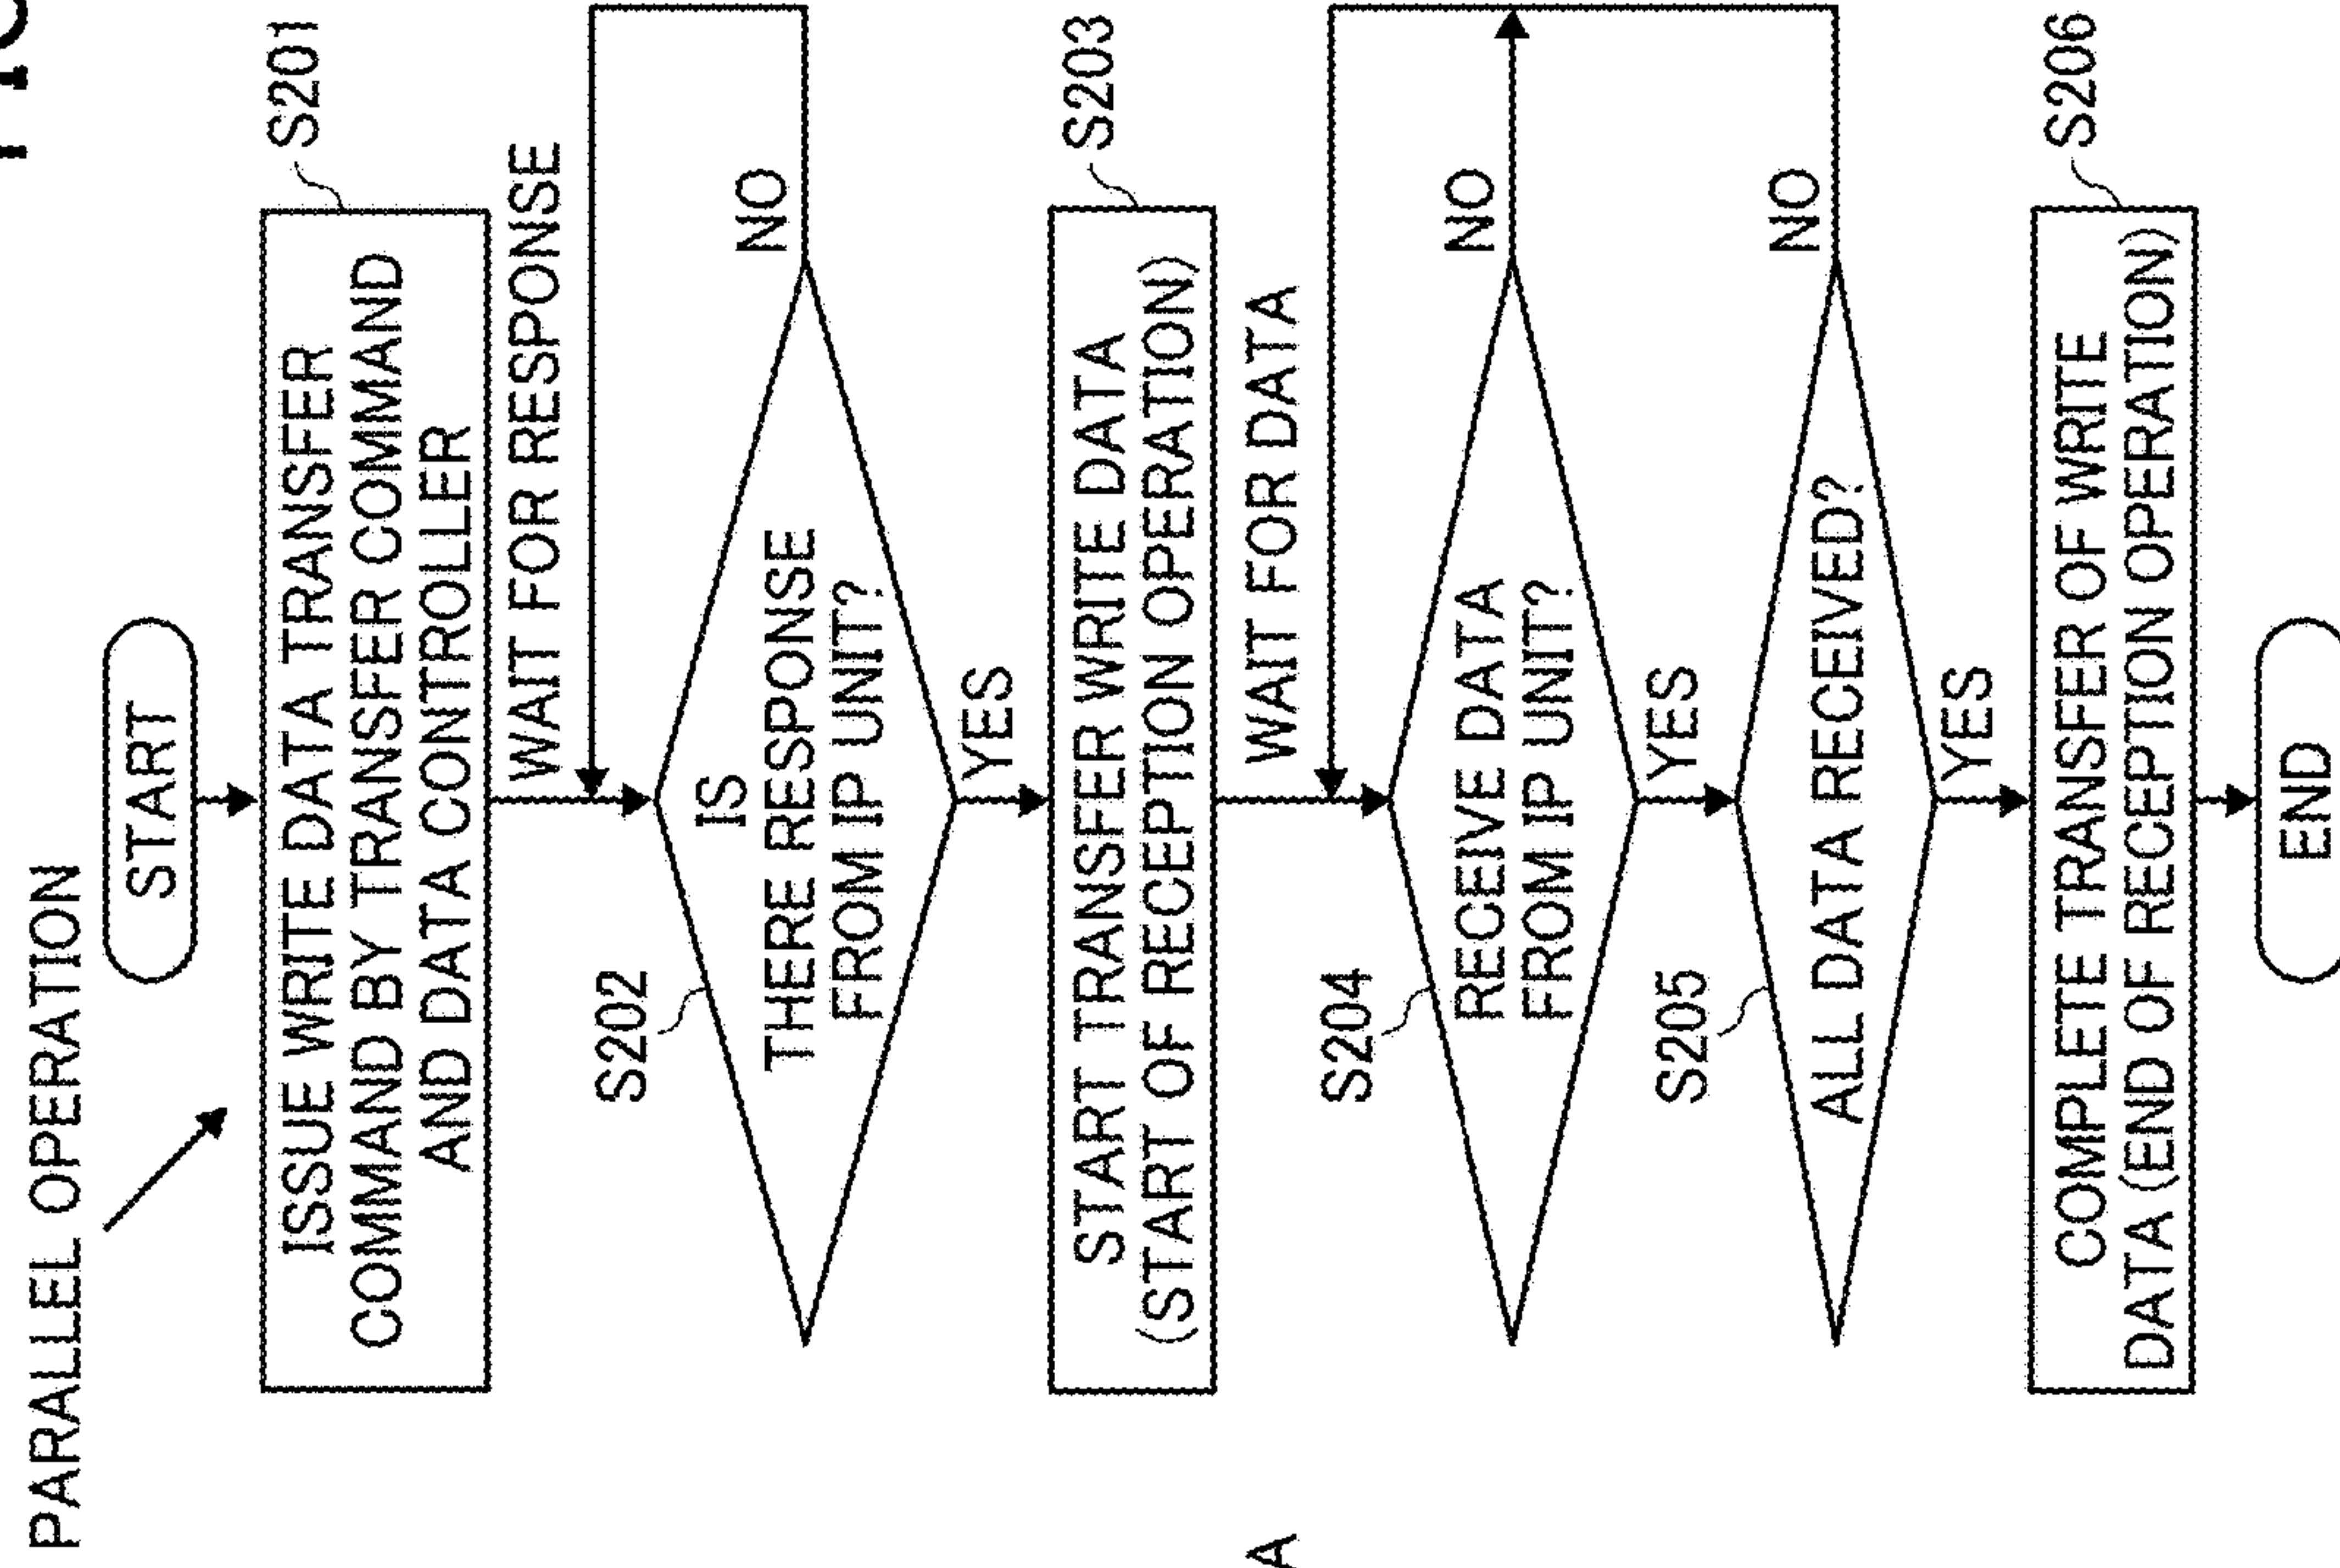 PARALLEL OPERATION
START
ISSUE WRITE DATA TRANSFER
COMMAND BY TRANSFER COMMAND
AND DATA CONTROLLER
S201
WAIT FOR RESPONSE
IS
THERE RESPONSE
FROM IP UNIT?
S202
NO
YES
START TRANSFER WRITE DATA
(START OF RECEPTION OPERATION)
S203
WAIT FOR DATA
RECEIVE DATA
FROM IP UNIT?
S204
NO
YES
ALL DATA RECEIVED?
S205
NO
YES
COMPLETE TRANSFER OF WRITE
DATA (END OF RECEPTION OPERATION)
S206
END
A